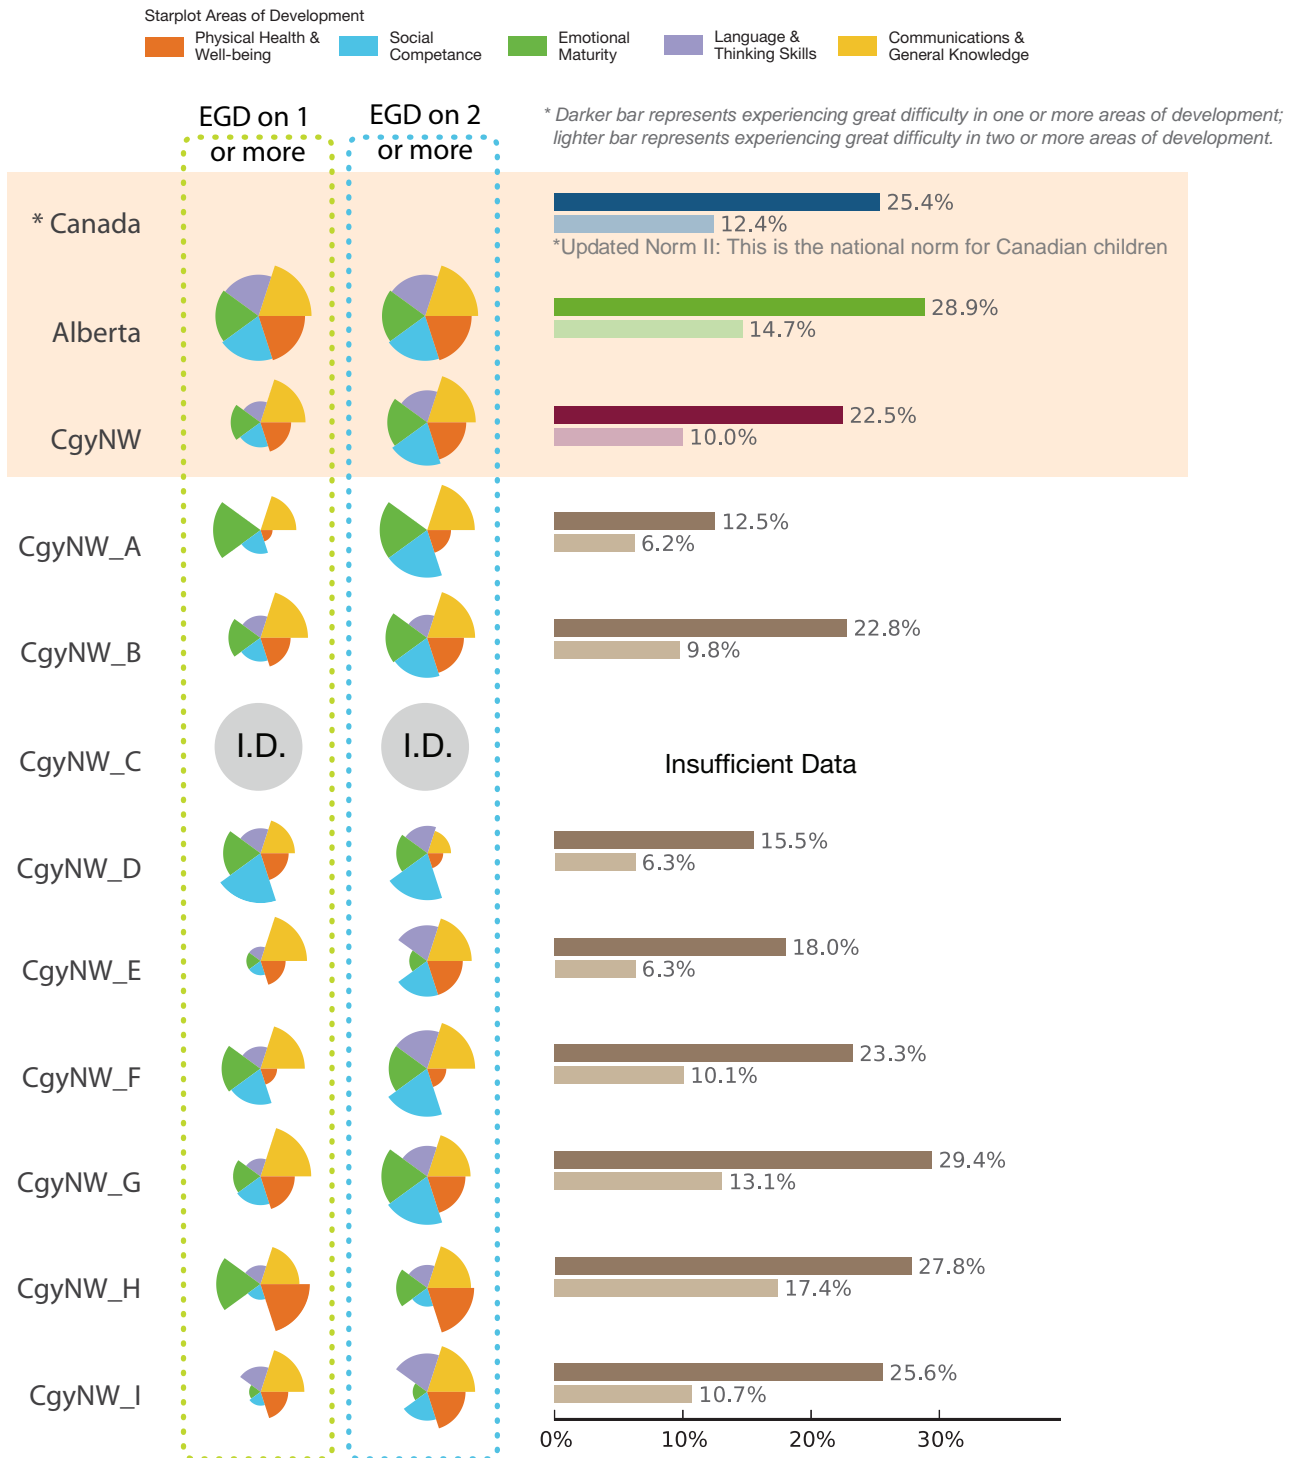 Starplot Areas of Development
Physical Health &
Well-being
Social
Competance
Emotional
Maturity
Language &
Thinking Skills
Communications &
General Knowledge
EGD on 1
or more
EGD on 2
or more
* Darker bar represents experiencing great difficulty in one or more areas of development;
lighter bar represents experiencing great difficulty in two or more areas of development.
* Canada
25.4%
12.4%
*Updated Norm II: This is the national norm for Canadian children
Alberta
28.9%
14.7%
CgyNW
22.5%
10.0%
CgyNW_A
12.5%
6.2%
CgyNW_B
22.8%
9.8%
CgyNW_C
I.D.
I.D.
Insufficient Data
CgyNW_D
15.5%
6.3%
CgyNW_E
18.0%
6.3%
CgyNW_F
23.3%
10.1%
CgyNW_G
29.4%
13.1%
CgyNW_H
27.8%
17.4%
CgyNW_I
25.6%
10.7%
0% 10% 20% 30%